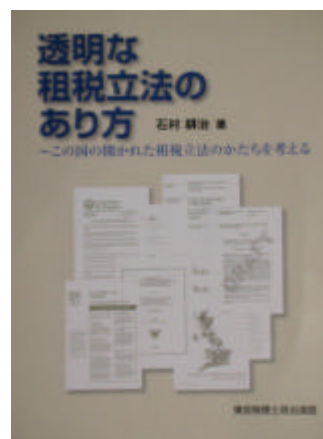 透明な
租税立法の
あり方
石村 耕治 著
～この国の開かれた租税立法のかたちを考える
東京税理士政治連盟